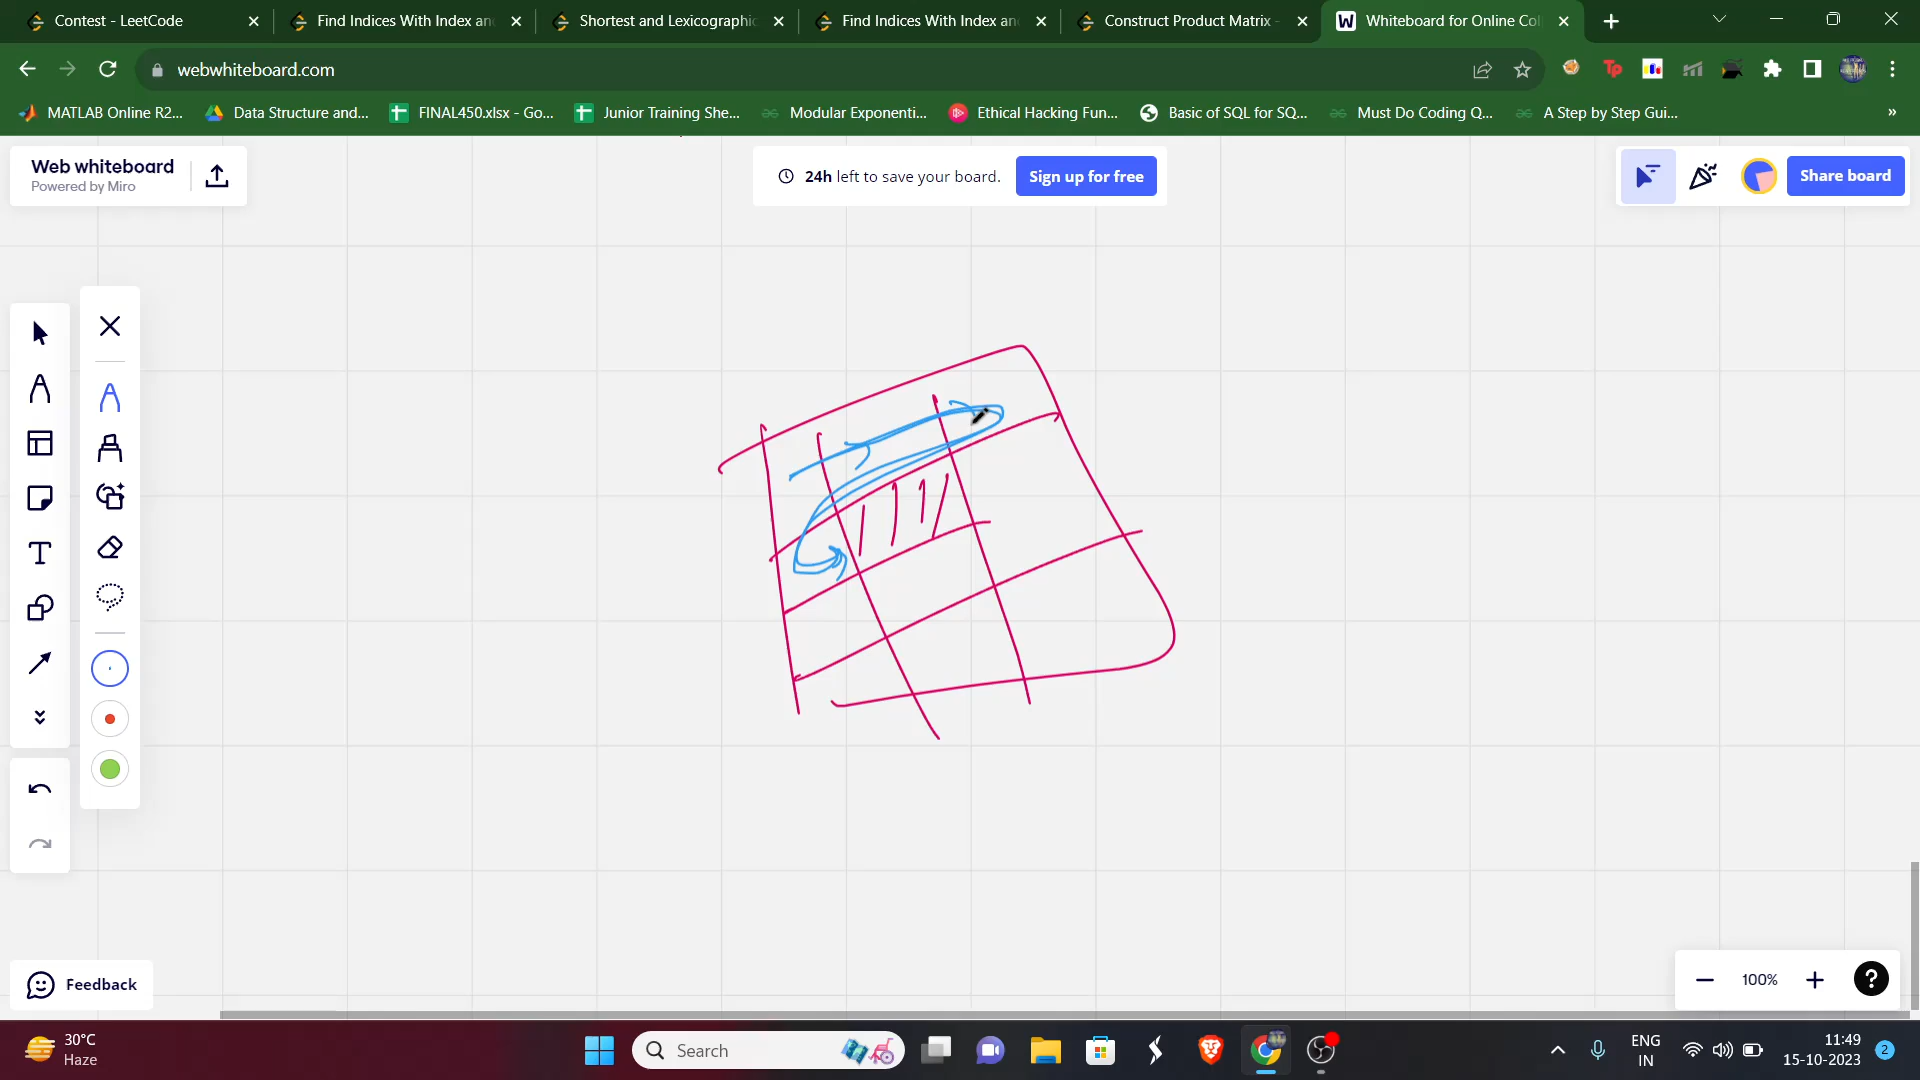 Contest - LeetCode
Find Indices With Index an
Shortest and Lexicographic
Find Indices With Index an
Construct Product Matrix -
W
Whiteboard for Online Col
webwhiteboard.com
Tp
MATLAB Online R2...
Data Structure and...
FINAL450.xlsx - Go...
Junior Training She...
Modular Exponenti...
Ethical Hacking Fun...
Basic of SQL for SQ...
Must Do Coding Q...
A Step by Step Gui...
»
Web whiteboard
Powered by Miro
24h left to save your board.
Sign up for free
Share board
T
Feedback
100%
?
30°C
Haze
Search
ENG
IN
11:49
15-10-2023
2